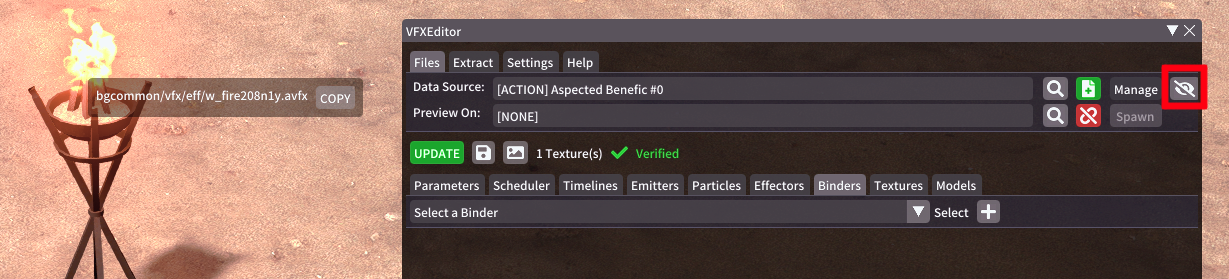 VFXEditor
Files Extract Settings Help
Data Source: [ACTION] Aspected Benefic #0 Manage
bgcommon/vfx/eff/w_fire208n1y.avfx COPY
Preview On: [NONE] Spawn
UPDATE 1 Texture(s) Verified
Parameters Scheduler Timelines Emitters Particles Effectors Binders Textures Models
Select a Binder Select